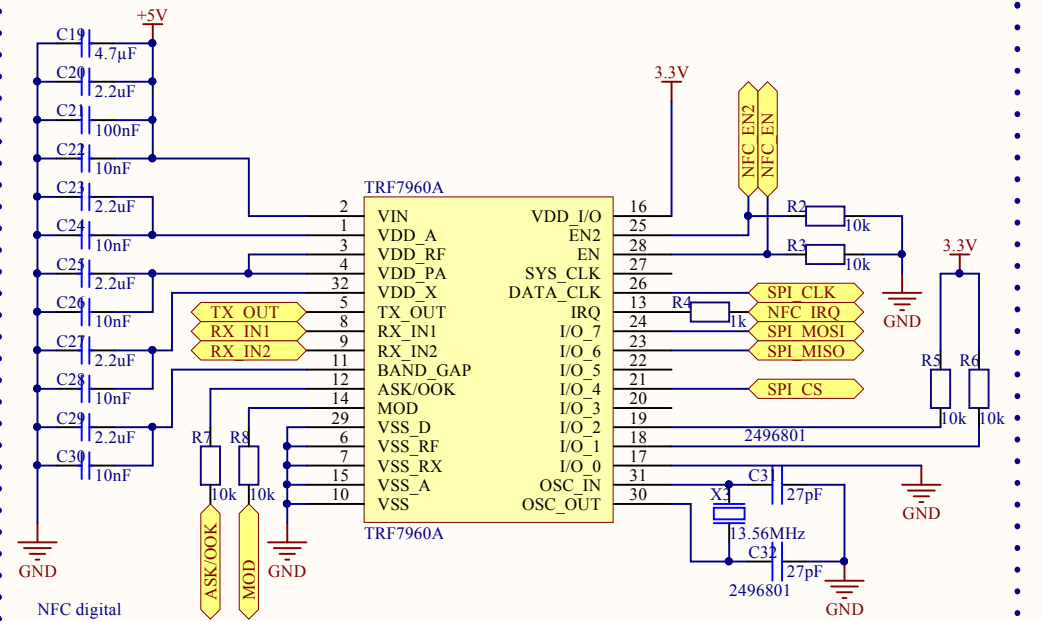 +5V
C19
4.7µF
C20
2.2uF
C21
100nF
C22
10nF
C23
2.2uF
C24
10nF
C25
2.2uF
C26
10nF
C27
2.2uF
C28
10nF
C29
2.2uF
C30
10nF
GND
NFC digital
TX_OUT
RX_IN1
RX_IN2
R7
10k
R8
10k
ASK/OOK
MOD
GND
TRF7960A
2 VIN
1 VDD_A
3 VDD_RF
4 VDD_PA
32 VDD_X
5 TX_OUT
8 RX_IN1
9 RX_IN2
11 BAND_GAP
12 ASK/OOK
14 MOD
29 VSS_D
6 VSS_RF
7 VSS_RX
15 VSS_A
10 VSS
VDD_I/O 16
EN2 25
EN 28
SYS_CLK 27
DATA_CLK 26
IRQ 13
I/O_7 24
I/O_6 23
I/O_5 22
I/O_4 21
I/O_3 20
I/O_2 19
I/O_1 18
I/O_0 17
OSC_IN 31
OSC_OUT 30
TRF7960A
3.3V
NFC_EN2
NFC_EN
R2
10k
R3
10k
GND
SPI_CLK
R4
1k
NFC_IRQ
SPI_MOSI
SPI_MISO
SPI_CS
3.3V
R5
10k
R6
10k
2496801
GND
X3
13.56MHz
C31
27pF
C32
27pF
2496801
GND